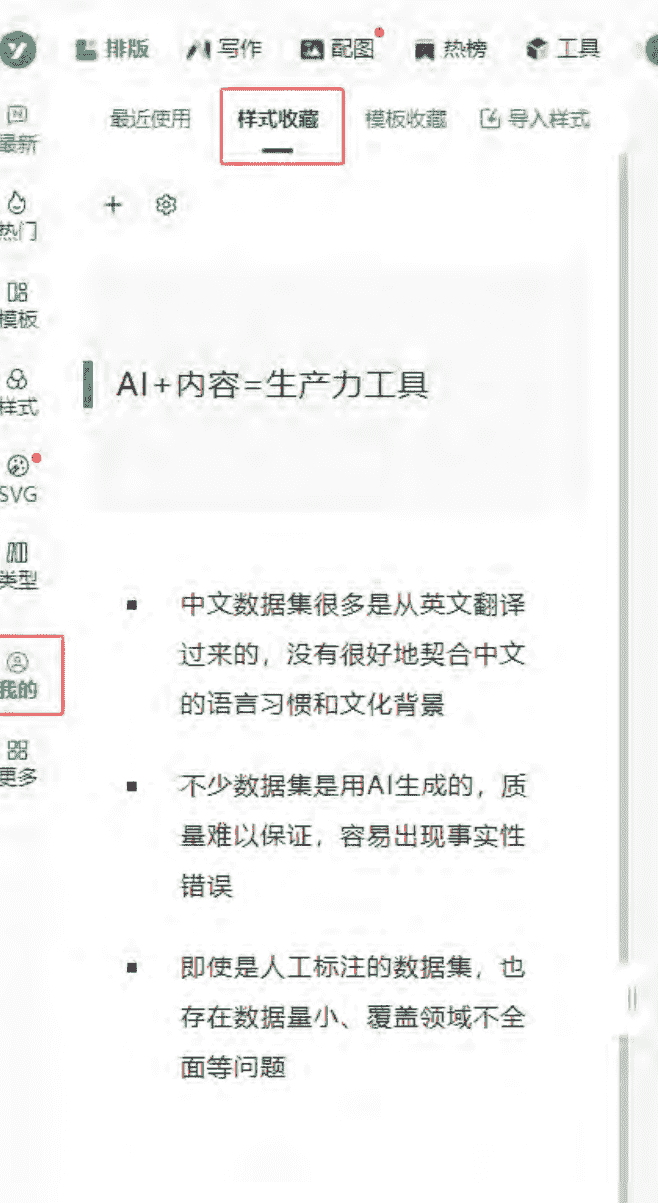 排版 写作 配图 热榜 工具
最近使用 样式收藏 模板收藏 导入样式
最新
热门
模板
样式
SVG
类型
我的
更多
AI+内容=生产力工具
中文数据集很多是从英文翻译
过来的，没有很好地契合中文
的语言习惯和文化背景
不少数据集是用AI生成的，质
量难以保证，容易出现事实性
错误
即使是人工标注的数据集，也
存在数据量小、覆盖领域不全
面等问题